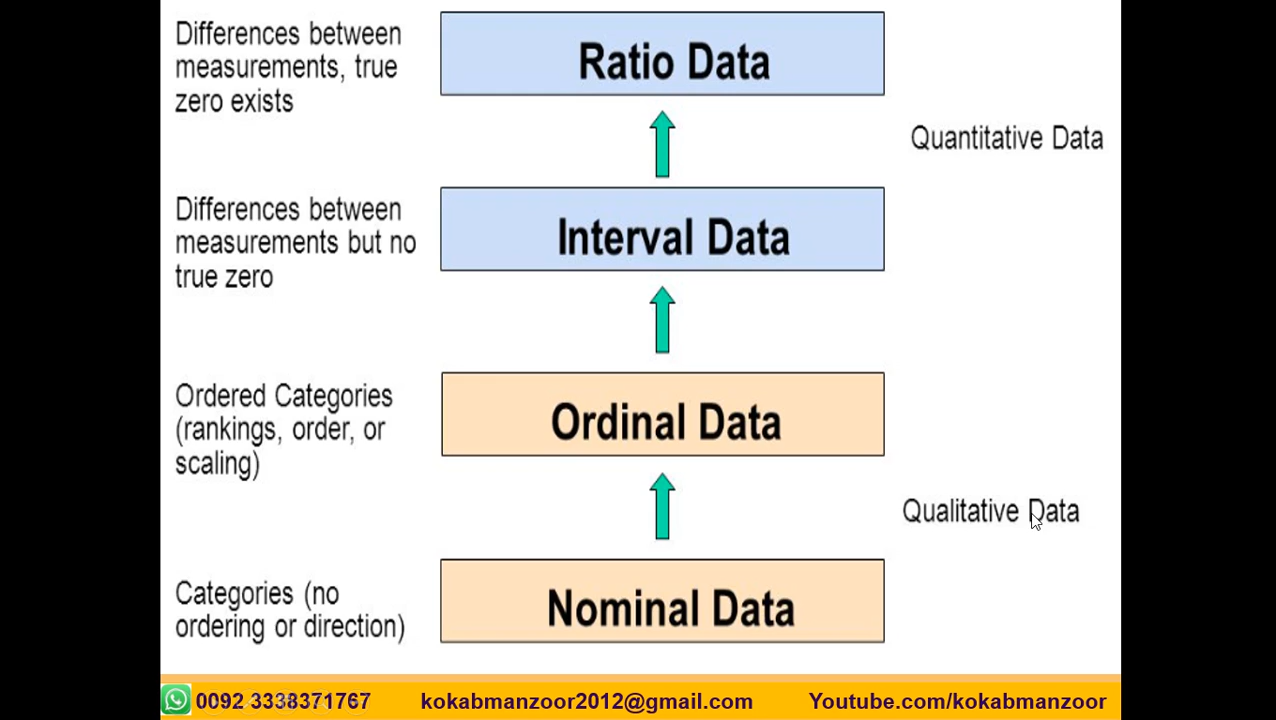 Differences between
measurements, true
zero exists
Ratio Data
Quantitative Data
Differences between
measurements but no
true zero
Interval Data
Ordered Categories
(rankings, order, or
scaling)
Ordinal Data
Qualitative Data
Categories (no
ordering or direction)
Nominal Data
0092 3338371767 kokabmanzoor2012@gmail.com Youtube.com/kokabmanzoor